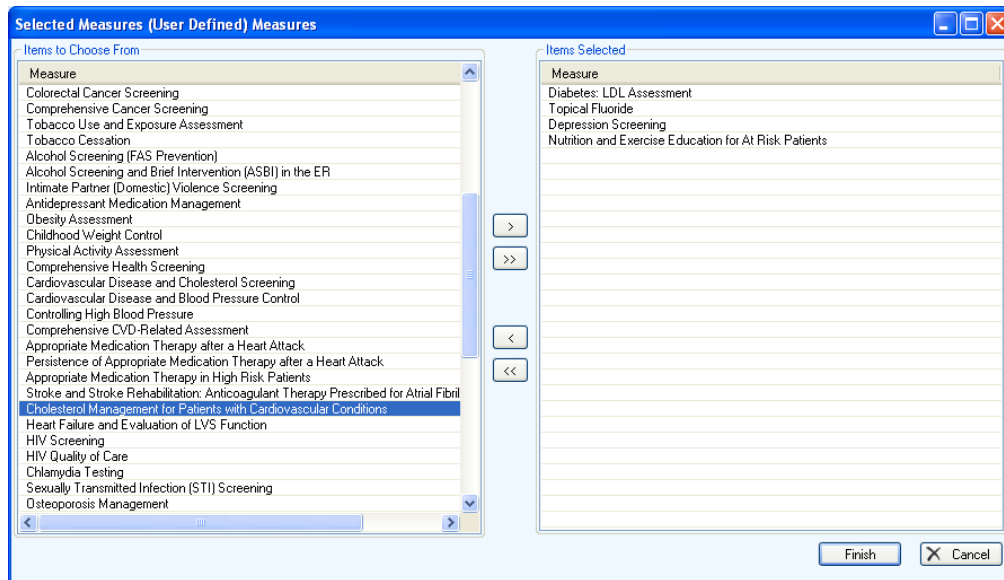 Selected Measures (User Defined) Measures
Items to Choose From
Measure
Colorectal Cancer Screening
Comprehensive Cancer Screening
Tobacco Use and Exposure Assessment
Tobacco Cessation
Alcohol Screening (FAS Prevention)
Alcohol Screening and Brief Intervention (ASBI) in the ER
Intimate Partner (Domestic) Violence Screening
Antidepressant Medication Management
Obesity Assessment
Childhood Weight Control
Physical Activity Assessment
Comprehensive Health Screening
Cardiovascular Disease and Cholesterol Screening
Cardiovascular Disease and Blood Pressure Control
Controlling High Blood Pressure
Comprehensive CVD-Related Assessment
Appropriate Medication Therapy after a Heart Attack
Persistence of Appropriate Medication Therapy after a Heart Attack
Appropriate Medication Therapy in High Risk Patients
Stroke and Stroke Rehabilitation: Anticoagulant Therapy Prescribed for Atrial Fibril
Cholesterol Management for Patients with Cardiovascular Conditions
Heart Failure and Evaluation of LVS Function
HIV Screening
HIV Quality of Care
Chlamydia Testing
Sexually Transmitted Infection (STI) Screening
Osteoporosis Management
>
>>
<
<<
Items Selected
Measure
Diabetes: LDL Assessment
Topical Fluoride
Depression Screening
Nutrition and Exercise Education for At Risk Patients
Finish
Cancel